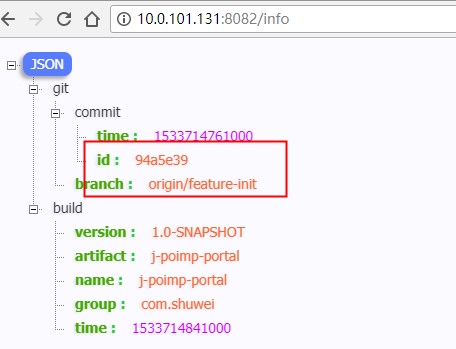 10.0.101.131:8082/info
JSON
git
commit
time : 1533714761000
id : 94a5e39
branch : origin/feature-init
build
version : 1.0-SNAPSHOT
artifact : j-poimp-portal
name : j-poimp-portal
group : com.shuwei
time : 1533714841000